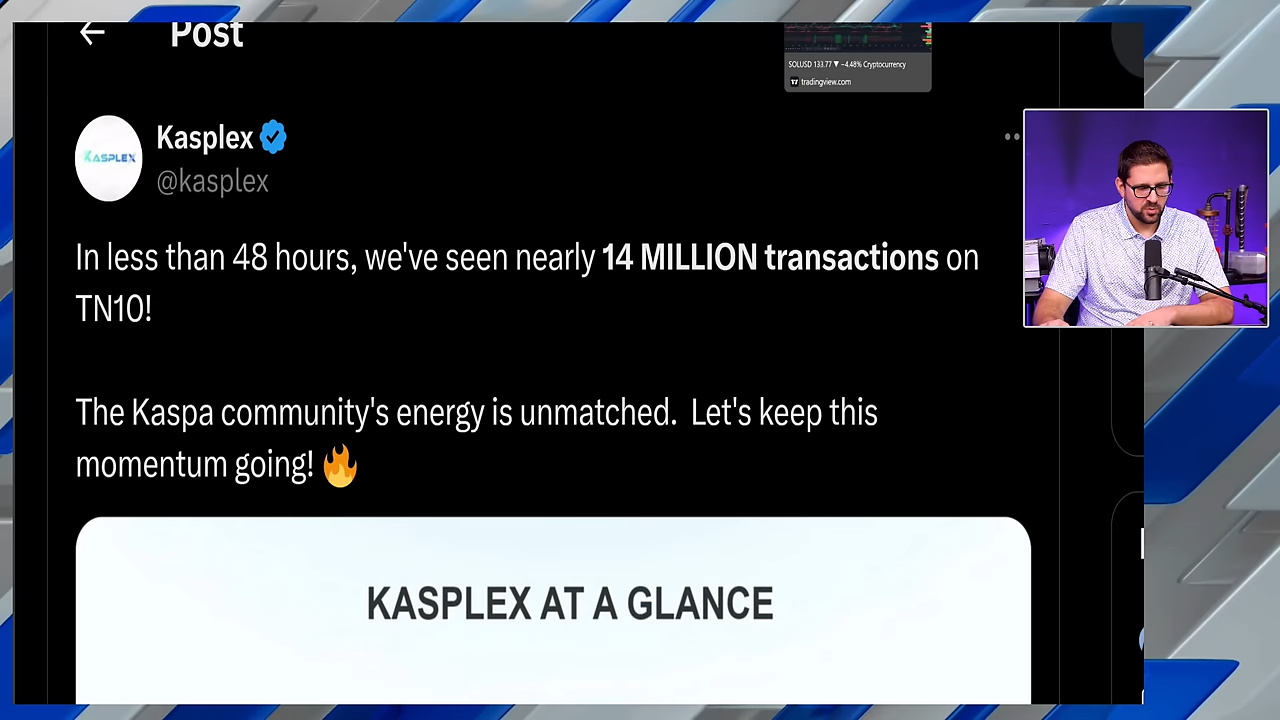 Post
SOLUSD 133.77 ▼ −4.48% Cryptocurrency
tradingview.com
Kasplex
KASPLEX
@kasplex
In less than 48 hours, we've seen nearly 14 MILLION transactions on
TN10!
The Kaspa community's energy is unmatched. Let's keep this
momentum going! 🔥
KASPLEX AT A GLANCE